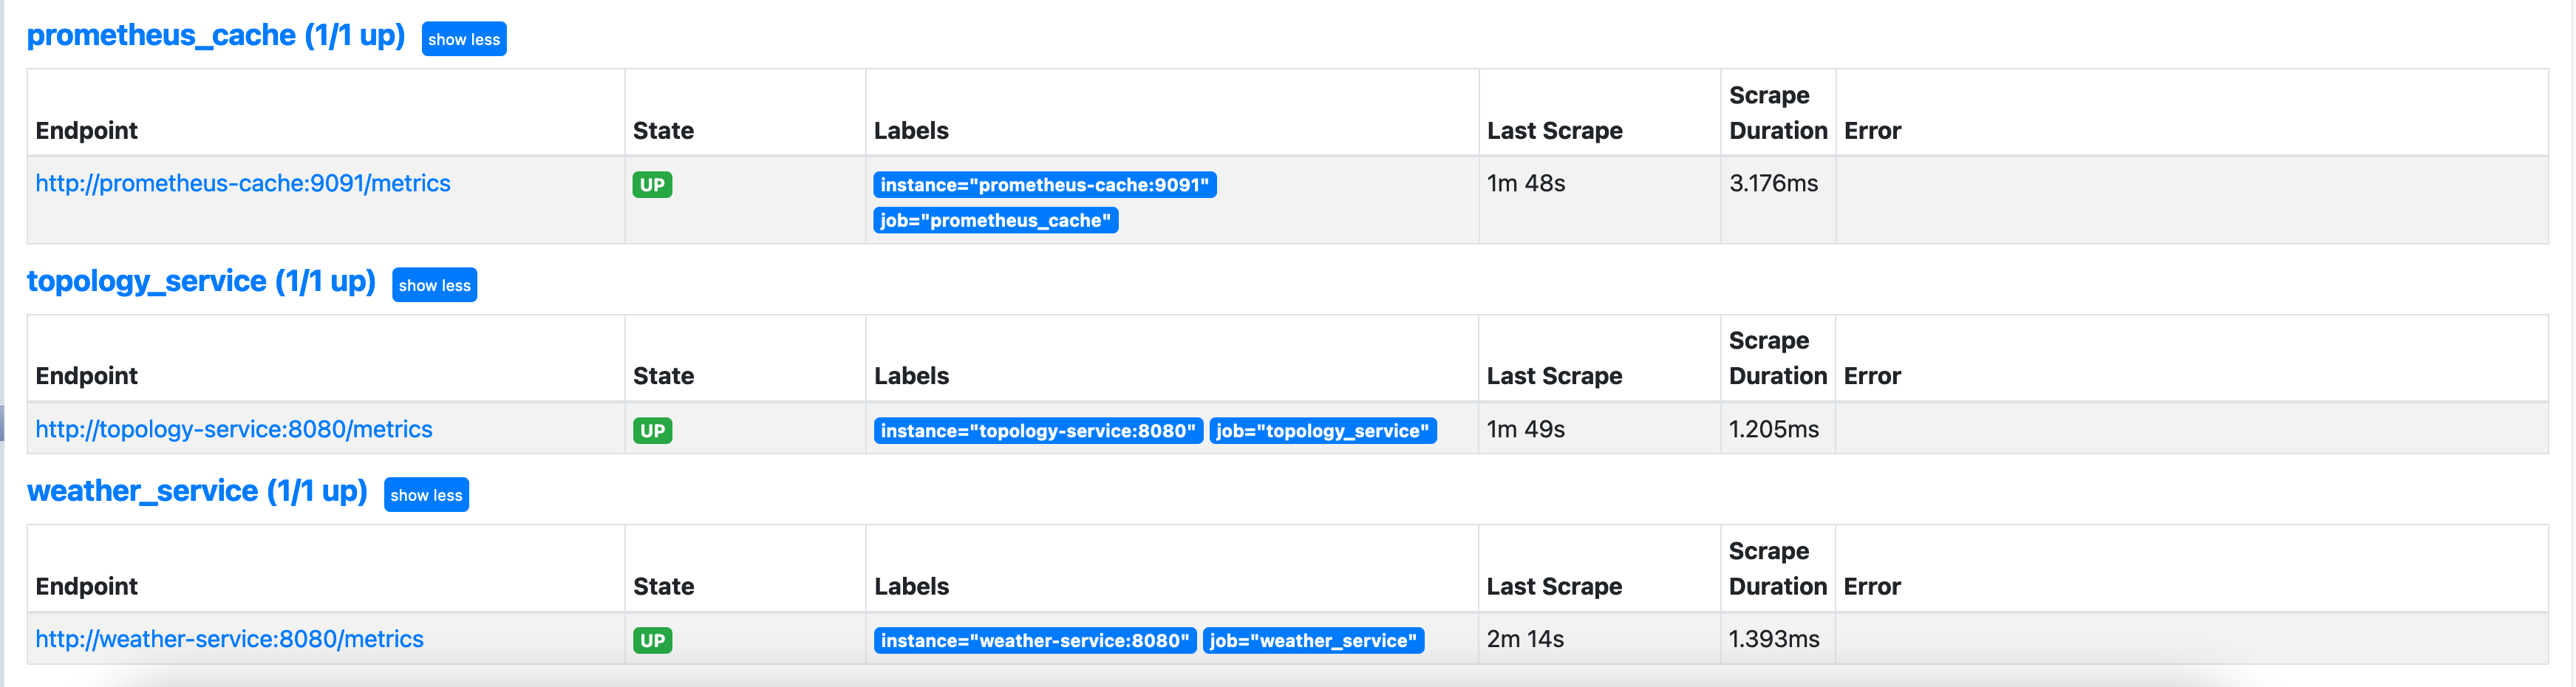 prometheus_cache (1/1 up) show less
Endpoint State Labels Last Scrape Scrape Duration Error
http://prometheus-cache:9091/metrics UP instance="prometheus-cache:9091" 1m 48s 3.176ms
job="prometheus_cache"
topology_service (1/1 up) show less
Endpoint State Labels Last Scrape Scrape Duration Error
http://topology-service:8080/metrics UP instance="topology-service:8080" job="topology_service" 1m 49s 1.205ms
weather_service (1/1 up) show less
Endpoint State Labels Last Scrape Scrape Duration Error
http://weather-service:8080/metrics UP instance="weather-service:8080" job="weather_service" 2m 14s 1.393ms